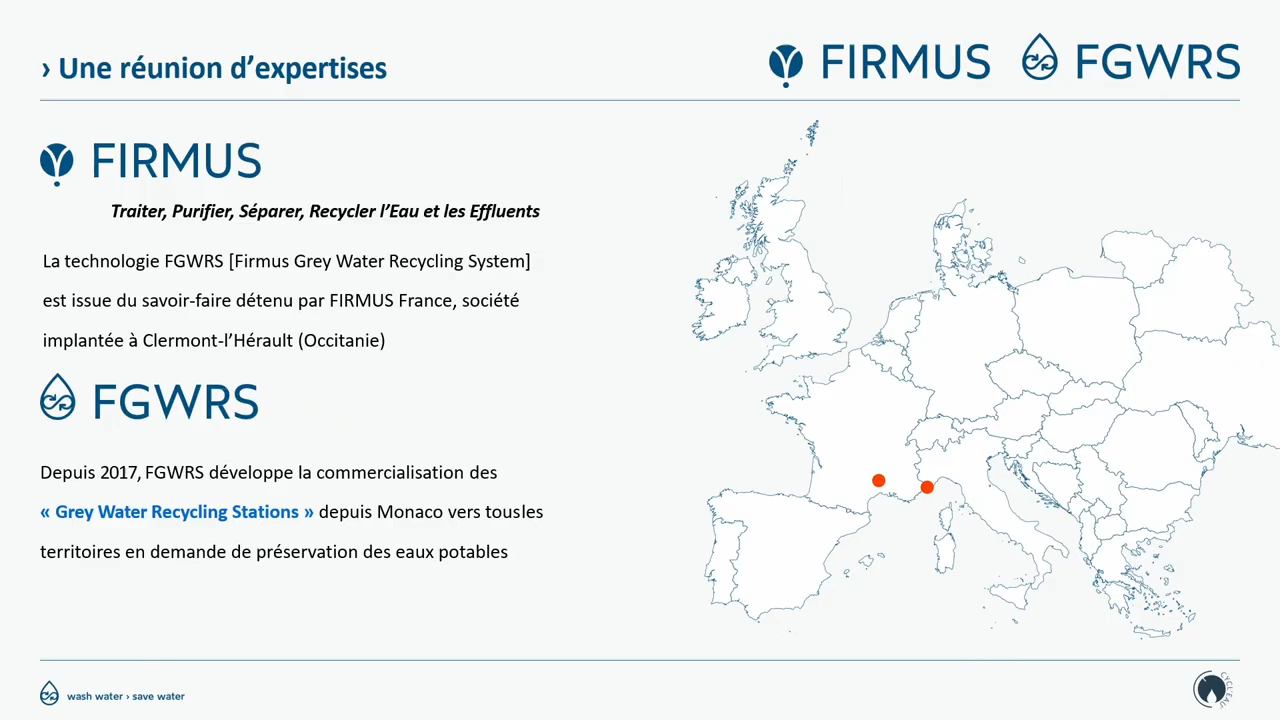 › Une réunion d’expertises
FIRMUS
FGWRS
FIRMUS
Traiter, Purifier, Séparer, Recycler l’Eau et les Effluents
La technologie FGWRS [Firmus Grey Water Recycling System]
est issue du savoir-faire détenu par FIRMUS France, société
implantée à Clermont-l’Hérault (Occitanie)
FGWRS
Depuis 2017, FGWRS développe la commercialisation des
« Grey Water Recycling Stations » depuis Monaco vers tousles
territoires en demande de préservation des eaux potables
wash water › save water
CYCL'EAU